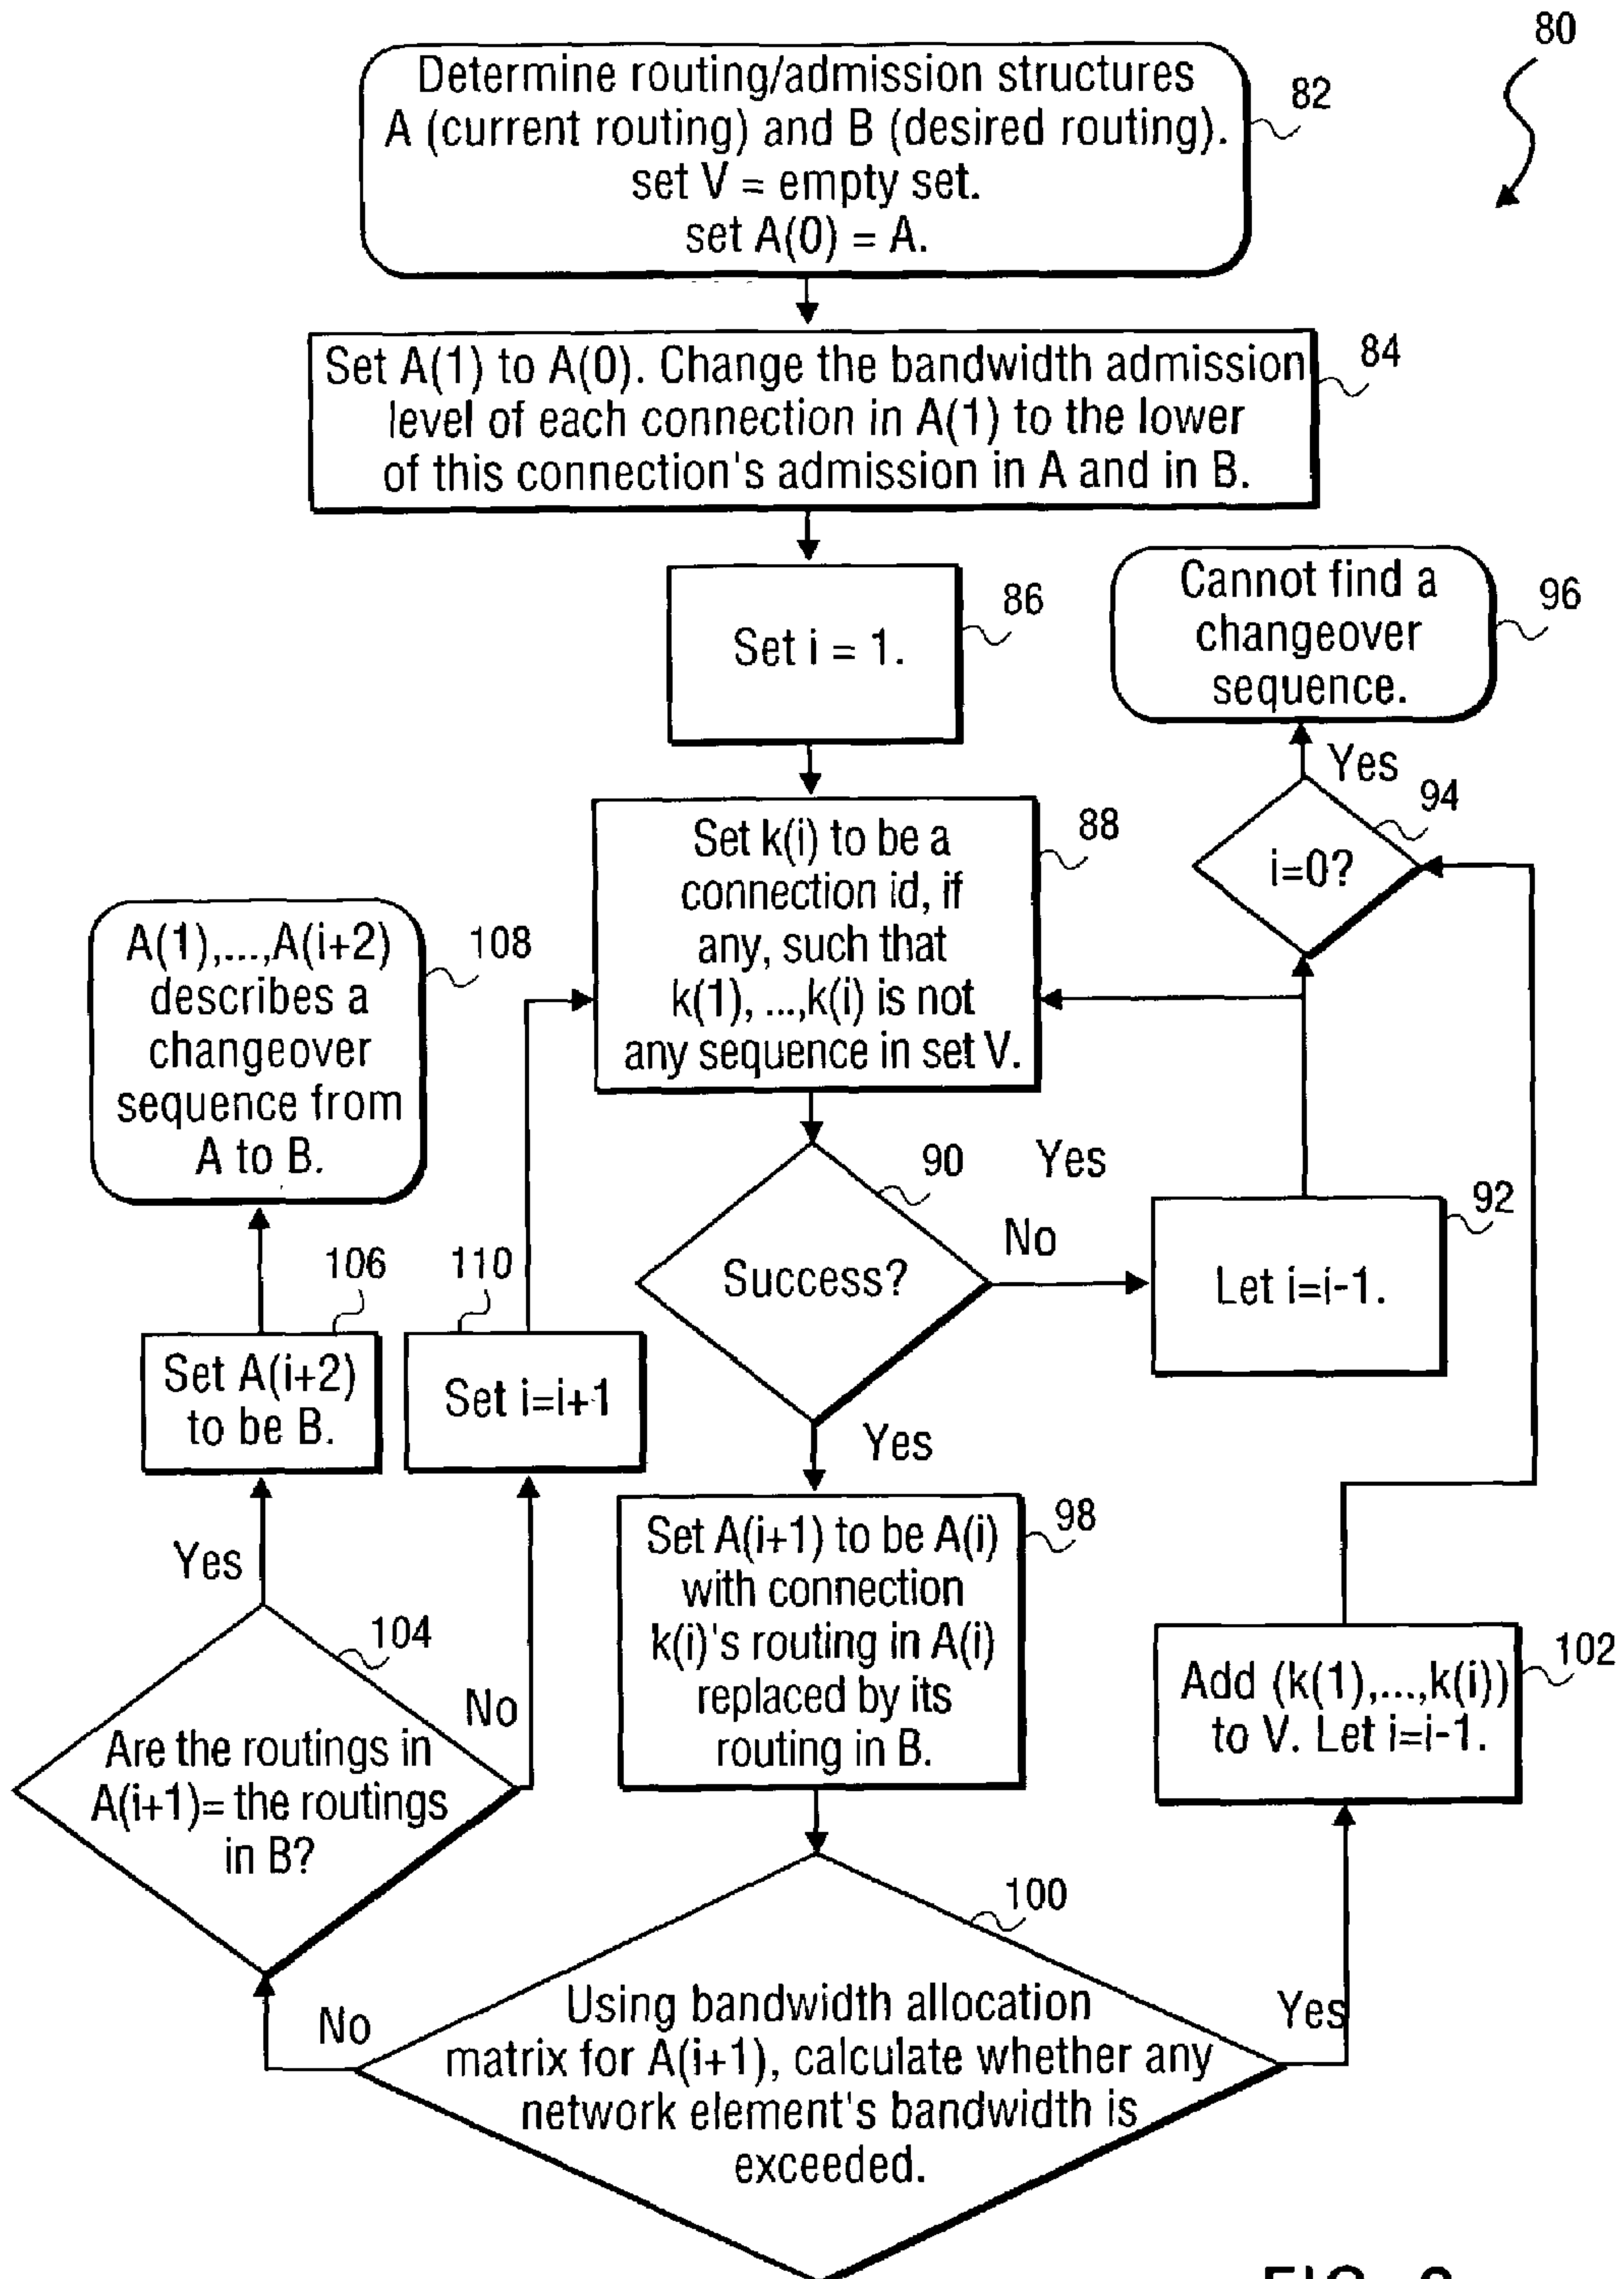 80
Determine routing/admission structures
A (current routing) and B (desired routing).
set V = empty set.
set A(0) = A.
82
Set A(1) to A(0). Change the bandwidth admission
level of each connection in A(1) to the lower
of this connection's admission in A and in B.
84
Set i = 1.
86
Cannot find a
changeover
sequence.
96
Yes
94
i=0?
Set k(i) to be a
connection id, if
any, such that
k(1), ...,k(i) is not
any sequence in set V.
88
A(1),...,A(i+2)
describes a
changeover
sequence from
A to B.
108
90
Yes
Success?
No
92
Let i=i-1.
106
110
Set A(i+2)
to be B.
Set i=i+1
Yes
Set A(i+1) to be A(i)
with connection
k(i)'s routing in A(i)
replaced by its
routing in B.
98
Yes
104
Are the routings in
A(i+1)= the routings
in B?
No
Add (k(1),...,k(i))
to V. Let i=i-1.
102
100
Using bandwidth allocation
matrix for A(i+1), calculate whether any
network element's bandwidth is
exceeded.
No
Yes